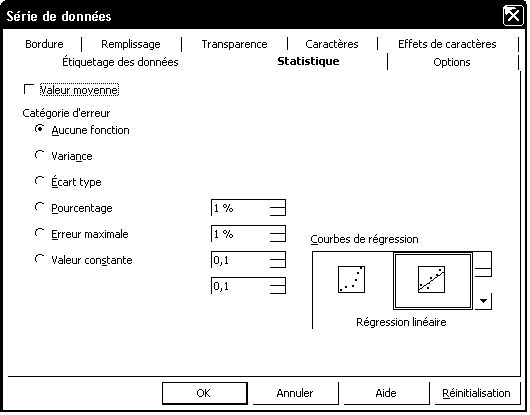 Série de données
Bordure Remplissage Transparence Caractères Effets de caractères
Étiquetage des données Statistique Options
Valeur moyenne
Catégorie d'erreur
Aucune fonction
Variance
Écart type
Pourcentage 1 %
Erreur maximale 1 %
Valeur constante 0,1
0,1
Courbes de régression
Régression linéaire
OK Annuler Aide Réinitialisation